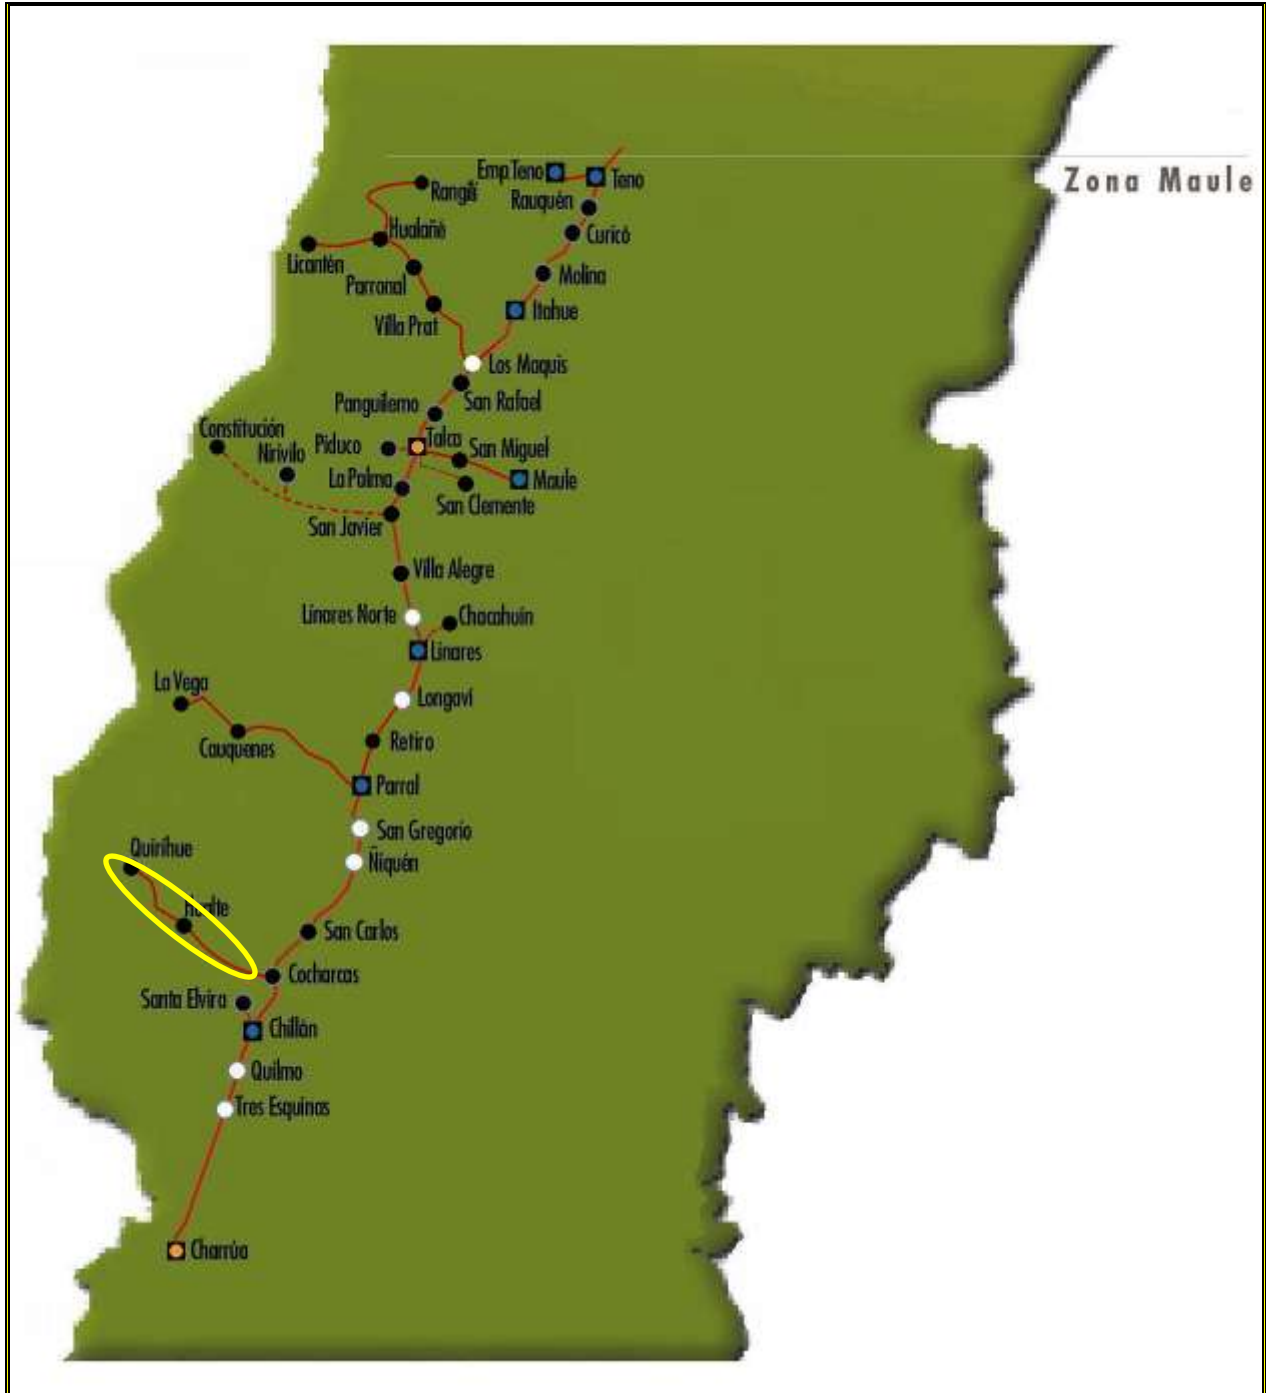 Emp.Teno
Teno
Zona Maule
Rangilí
Rauquén
Hualañé
Curicó
Licantén
Parronal
Molina
Villa Prat
Itahue
Los Maquis
San Rafael
Panguilemo
Constitución
Nirivilo
Piduco
Talca
San Miguel
La Palma
Maule
San Clemente
San Javier
Villa Alegre
Linares Norte
Chacahuín
Linares
La Vega
Longaví
Cauquenes
Retiro
Parral
San Gregorio
Quirihue
Ñiquén
Hualte
San Carlos
Cocharcas
Santa Elvira
Chillán
Quilmo
Tres Esquinas
Charrúa